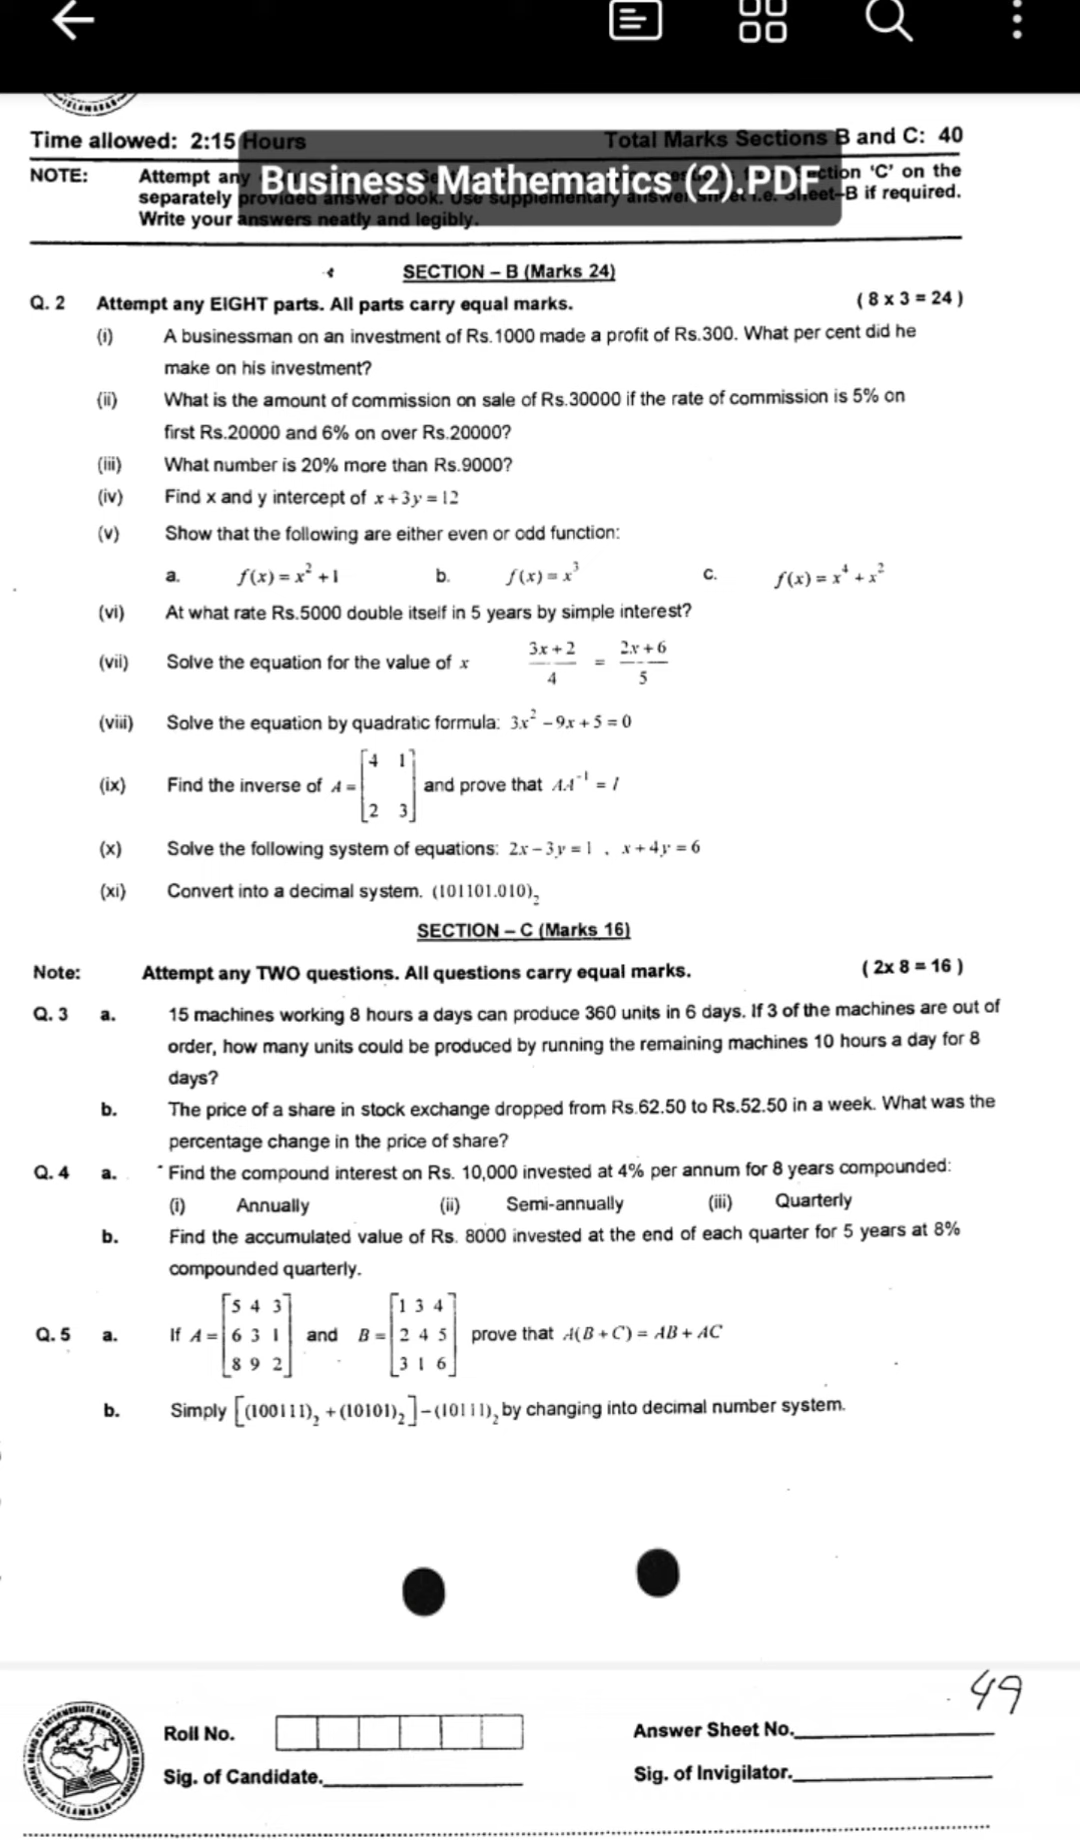 ISLAMABAD
Time allowed: 2:15 Hours Total Marks Sections B and C: 40
Business Mathematics (2).PDF
NOTE: Attempt any ction 'C' on the
separately provided answer book. Use supplementary answer sheet i.e. Sheet–B if required.
Write your answers neatly and legibly.
SECTION – B (Marks 24)
Q. 2 Attempt any EIGHT parts. All parts carry equal marks. ( 8 x 3 = 24 )
(i) A businessman on an investment of Rs.1000 made a profit of Rs.300. What per cent did he
make on his investment?
(ii) What is the amount of commission on sale of Rs.30000 if the rate of commission is 5% on
first Rs.20000 and 6% on over Rs.20000?
(iii) What number is 20% more than Rs.9000?
(iv) Find x and y intercept of x + 3y = 12
(v) Show that the following are either even or odd function:
a. f(x) = x² + 1 b. f(x) = x³ c. f(x) = x⁴ + x²
(vi) At what rate Rs.5000 double itself in 5 years by simple interest?
(vii) Solve the equation for the value of x 3x + 2 / 4 = 2x + 6 / 5
(viii) Solve the equation by quadratic formula: 3x² – 9x + 5 = 0
(ix) Find the inverse of A = [4 1; 2 3] and prove that AA⁻¹ = I
(x) Solve the following system of equations: 2x – 3y = 1 , x + 4y = 6
(xi) Convert into a decimal system. (101101.010)₂
SECTION – C (Marks 16)
Note: Attempt any TWO questions. All questions carry equal marks. ( 2x 8 = 16 )
Q. 3 a. 15 machines working 8 hours a days can produce 360 units in 6 days. If 3 of the machines are out of
order, how many units could be produced by running the remaining machines 10 hours a day for 8
days?
b. The price of a share in stock exchange dropped from Rs.62.50 to Rs.52.50 in a week. What was the
percentage change in the price of share?
Q. 4 a. Find the compound interest on Rs. 10,000 invested at 4% per annum for 8 years compounded:
(i) Annually (ii) Semi-annually (iii) Quarterly
b. Find the accumulated value of Rs. 8000 invested at the end of each quarter for 5 years at 8%
compounded quarterly.
Q. 5 a. If A = [5 4 3; 6 3 1; 8 9 2] and B = [1 3 4; 2 4 5; 3 1 6] prove that A(B + C) = AB + AC
b. Simply [(100111)₂ + (10101)₂] – (10111)₂ by changing into decimal number system.
49
Roll No. Answer Sheet No.
Sig. of Candidate. Sig. of Invigilator.
FEDERAL BOARD OF INTERMEDIATE AND SECONDARY EDUCATION
ISLAMABAD